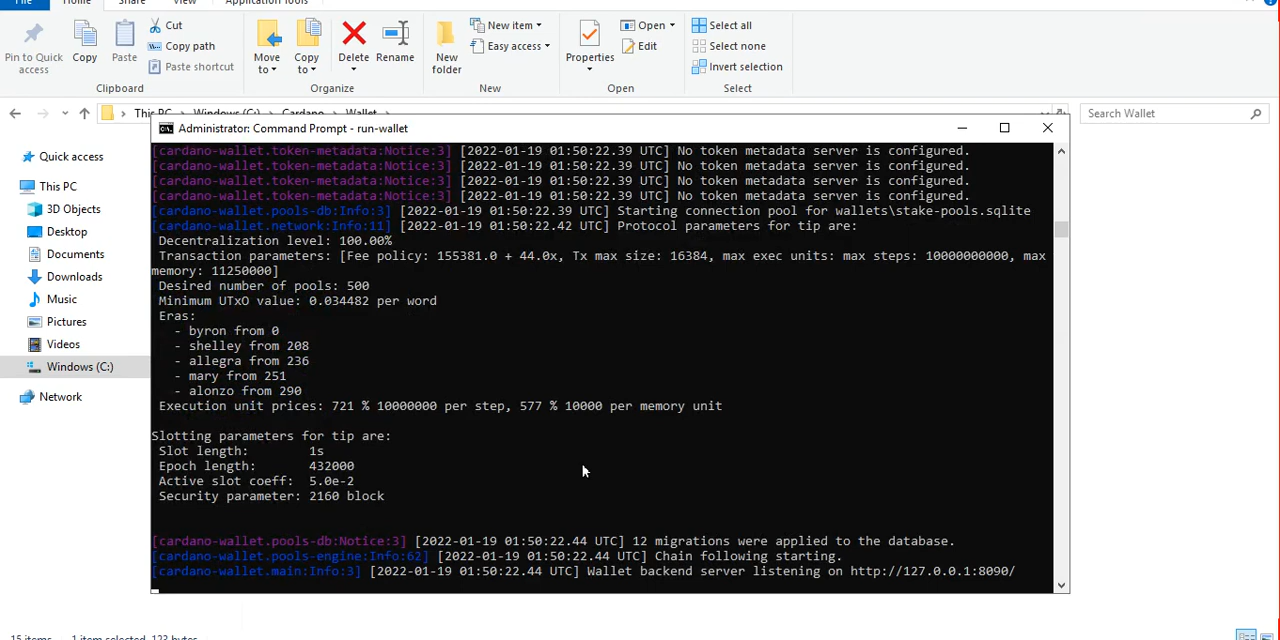 File Home Share View Application Tools
Pin to Quick access
Copy
Paste
Cut
Copy path
Paste shortcut
Clipboard
Move to
Copy to
Delete
Rename
Organize
New folder
New item
Easy access
New
Properties
Open
Edit
Open
Select all
Select none
Invert selection
Select
This PC Windows (C:) Cardano Wallet
Search Wallet
Quick access
This PC
3D Objects
Desktop
Documents
Downloads
Music
Pictures
Videos
Windows (C:)
Network
Administrator: Command Prompt - run-wallet
[cardano-wallet.token-metadata:Notice:3] [2022-01-19 01:50:22.39 UTC] No token metadata server is configured.
[cardano-wallet.token-metadata:Notice:3] [2022-01-19 01:50:22.39 UTC] No token metadata server is configured.
[cardano-wallet.token-metadata:Notice:3] [2022-01-19 01:50:22.39 UTC] No token metadata server is configured.
[cardano-wallet.token-metadata:Notice:3] [2022-01-19 01:50:22.39 UTC] No token metadata server is configured.
[cardano-wallet.pools-db:Info:3] [2022-01-19 01:50:22.39 UTC] Starting connection pool for wallets\stake-pools.sqlite
[cardano-wallet.network:Info:11] [2022-01-19 01:50:22.42 UTC] Protocol parameters for tip are:
Decentralization level: 100.00%
Transaction parameters: [Fee policy: 155381.0 + 44.0x, Tx max size: 16384, max exec units: max steps: 10000000000, max
memory: 11250000]
Desired number of pools: 500
Minimum UTxO value: 0.034482 per word
Eras:
- byron from 0
- shelley from 208
- allegra from 236
- mary from 251
- alonzo from 290
Execution unit prices: 721 % 10000000 per step, 577 % 10000 per memory unit
Slotting parameters for tip are:
Slot length: 1s
Epoch length: 432000
Active slot coeff: 5.0e-2
Security parameter: 2160 block
[cardano-wallet.pools-db:Notice:3] [2022-01-19 01:50:22.44 UTC] 12 migrations were applied to the database.
[cardano-wallet.pools-engine:Info:62] [2022-01-19 01:50:22.44 UTC] Chain following starting.
[cardano-wallet.main:Info:3] [2022-01-19 01:50:22.44 UTC] Wallet backend server listening on http://127.0.0.1:8090/
15 items 1 item selected 123 bytes